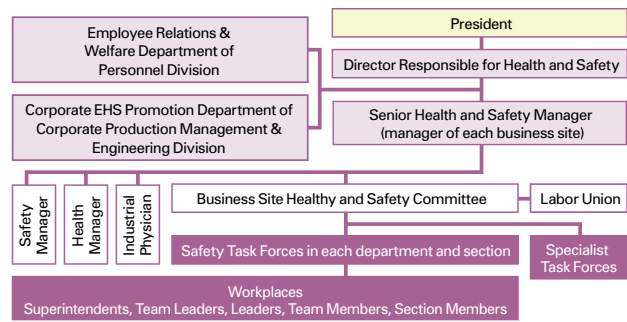 President
Employee Relations &
Welfare Department of
Personnel Division
Director Responsible for Health and Safety
Corporate EHS Promotion Department of
Corporate Production Management &
Engineering Division
Senior Health and Safety Manager
(manager of each business site)
Safety
Manager
Health
Manager
Industrial
Physician
Business Site Healthy and Safety Committee
Labor Union
Safety Task Forces in each department and section
Specialist
Task Forces
Workplaces
Superintendents, Team Leaders, Leaders, Team Members, Section Members